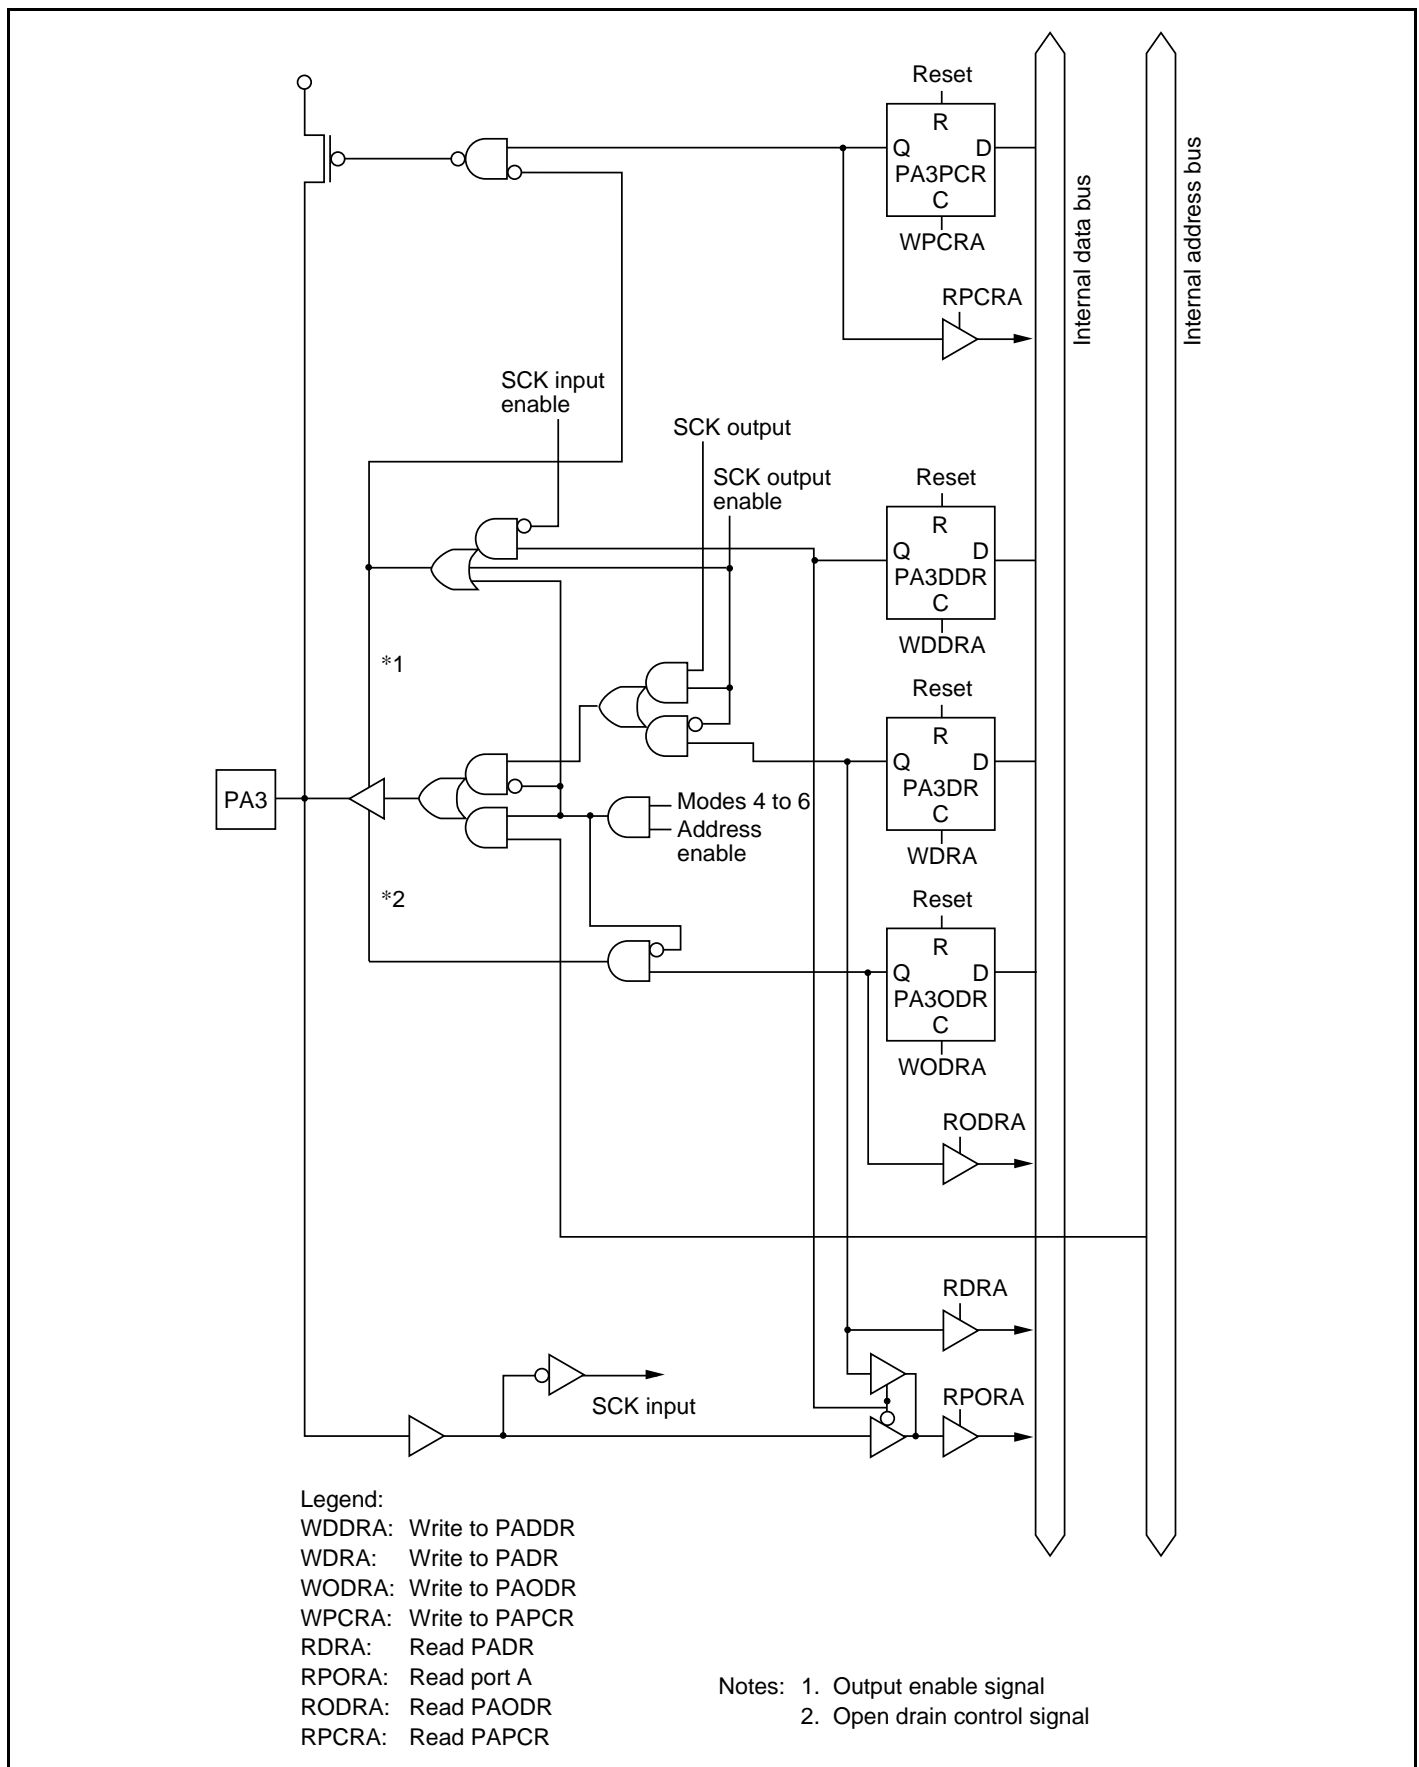 Reset
R
Q D
PA3PCR
C
WPCRA
Internal data bus
Internal address bus
RPCRA
SCK input
enable
SCK output
SCK output
enable
Reset
R
Q D
PA3DDR
C
WDDRA
*1
Reset
R
Q D
PA3DR
C
WDRA
PA3
Modes 4 to 6
Address
enable
*2
Reset
R
Q D
PA3ODR
C
WODRA
RODRA
RDRA
SCK input
RPORA
Legend:
WDDRA: Write to PADDR
WDRA: Write to PADR
WODRA: Write to PAODR
WPCRA: Write to PAPCR
RDRA: Read PADR
RPORA: Read port A
RODRA: Read PAODR
RPCRA: Read PAPCR
Notes: 1. Output enable signal
2. Open drain control signal